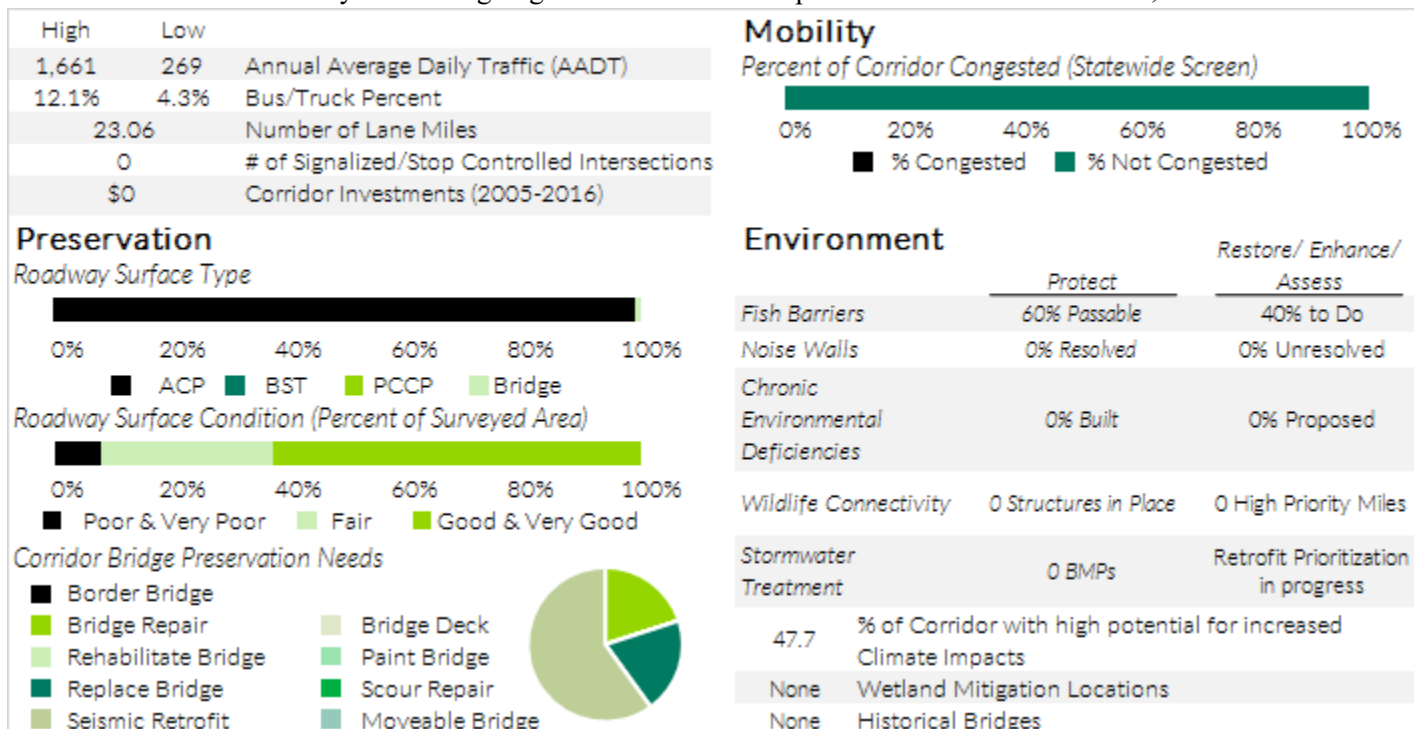 High Low
1,661 269 Annual Average Daily Traffic (AADT)
12.1% 4.3% Bus/Truck Percent
23.06 Number of Lane Miles
0 # of Signalized/Stop Controlled Intersections
$0 Corridor Investments (2005-2016)
Preservation
Roadway Surface Type
0% 20% 40% 60% 80% 100%
ACP BST PCCP Bridge
Roadway Surface Condition (Percent of Surveyed Area)
0% 20% 40% 60% 80% 100%
Poor & Very Poor Fair Good & Very Good
Corridor Bridge Preservation Needs
Border Bridge
Bridge Repair Bridge Deck
Rehabilitate Bridge Paint Bridge
Replace Bridge Scour Repair
Seismic Retrofit Moveable Bridge
Mobility
Percent of Corridor Congested (Statewide Screen)
0% 20% 40% 60% 80% 100%
% Congested % Not Congested
Environment
Restore/ Enhance/
Protect Assess
Fish Barriers 60% Passable 40% to Do
Noise Walls 0% Resolved 0% Unresolved
Chronic
Environmental 0% Built 0% Proposed
Deficiencies
Wildlife Connectivity 0 Structures in Place 0 High Priority Miles
Stormwater Retrofit Prioritization
Treatment 0 BMPs in progress
47.7 % of Corridor with high potential for increased
Climate Impacts
None Wetland Mitigation Locations
None Historical Bridges